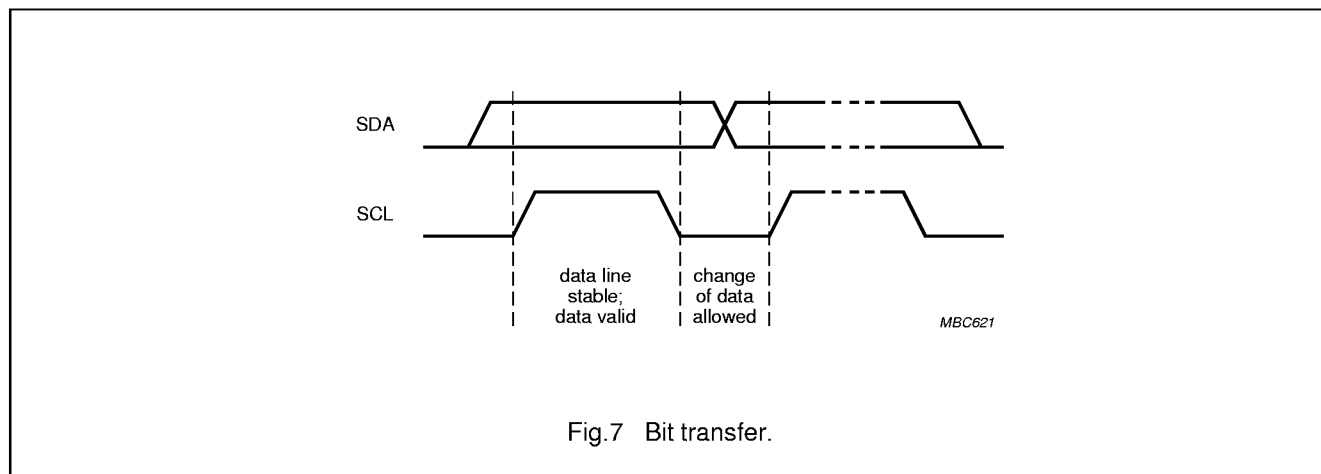 SDA
SCL
data line
stable;
data valid
change
of data
allowed
MBC621
Fig.7 Bit transfer.